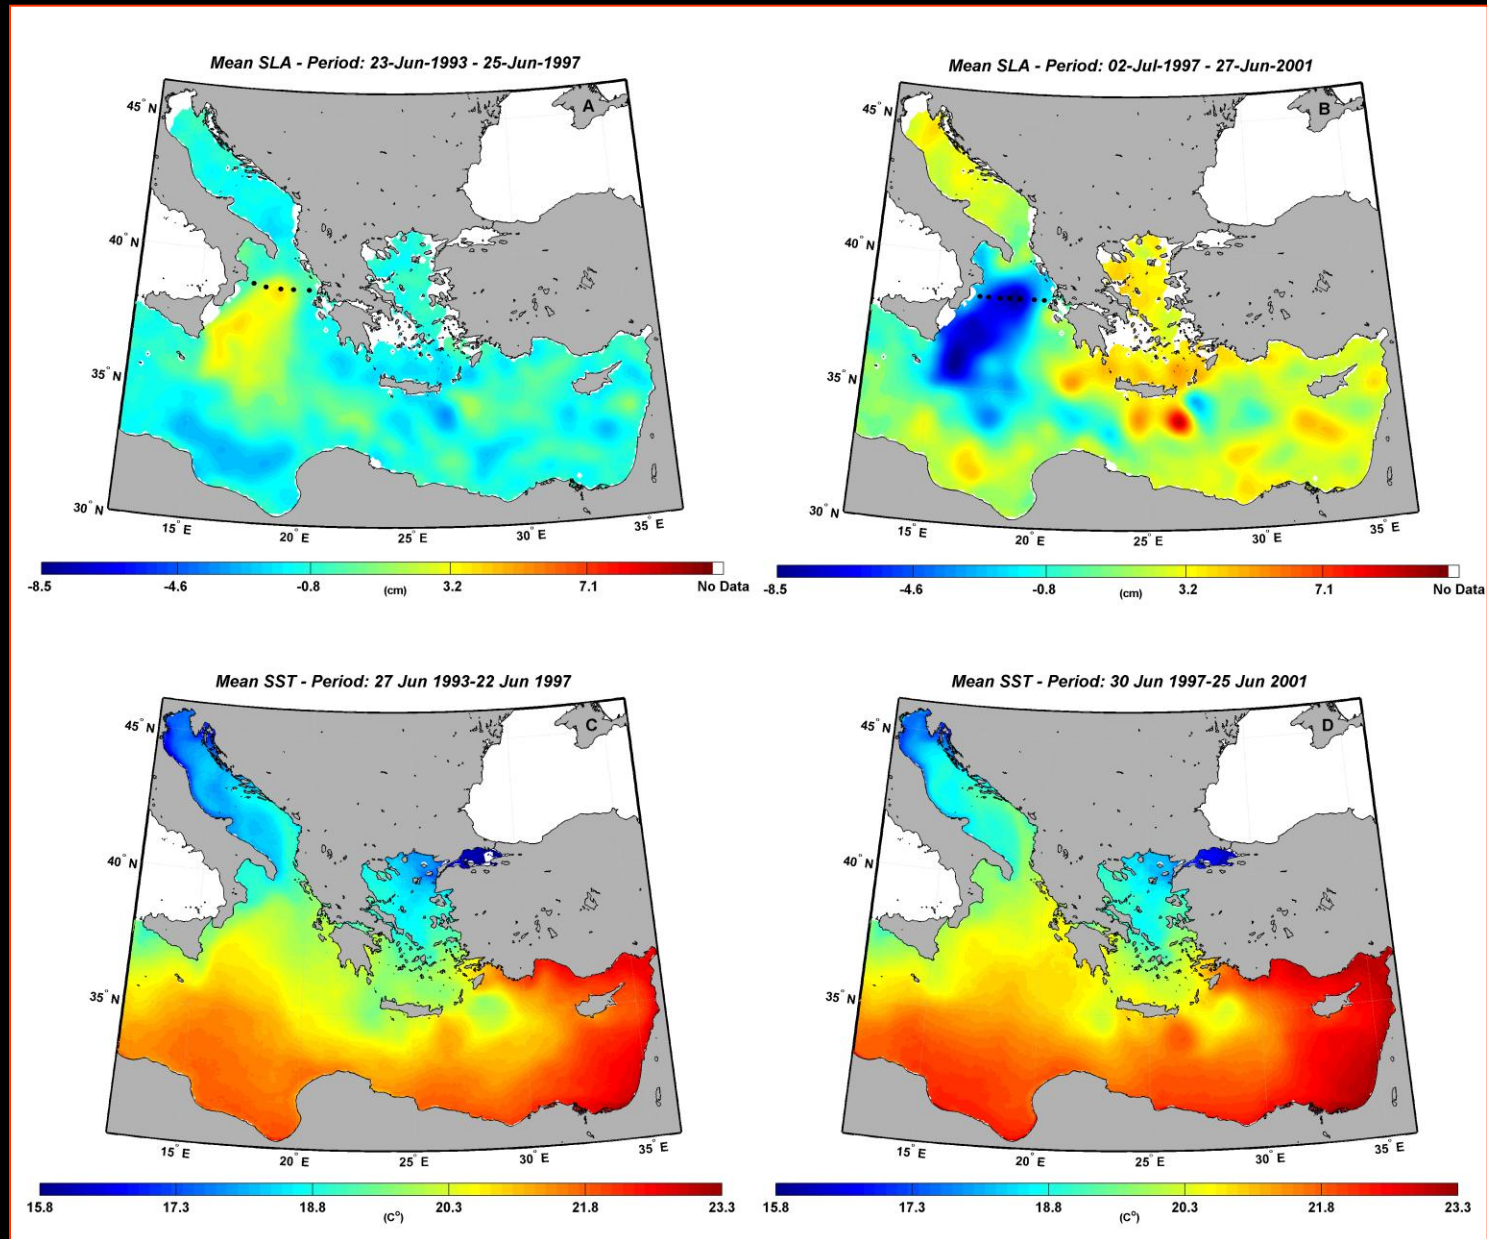 Mean SLA - Period: 23-Jun-1993 - 25-Jun-1997
A
45° N
40° N
35° N
30° N
15° E
20° E
25° E
30° E
35° E
-8.5
-4.6
-0.8
(cm)
3.2
7.1
No Data
Mean SLA - Period: 02-Jul-1997 - 27-Jun-2001
B
45° N
40° N
35° N
30° N
15° E
20° E
25° E
30° E
35° E
-8.5
-4.6
-0.8
(cm)
3.2
7.1
No Data
Mean SST - Period: 27 Jun 1993-22 Jun 1997
C
45° N
40° N
35° N
15° E
20° E
25° E
30° E
35° E
15.8
17.3
18.8
(C°)
20.3
21.8
23.3
Mean SST - Period: 30 Jun 1997-25 Jun 2001
D
45° N
40° N
35° N
15° E
20° E
25° E
30° E
35° E
15.8
17.3
18.8
(C°)
20.3
21.8
23.3